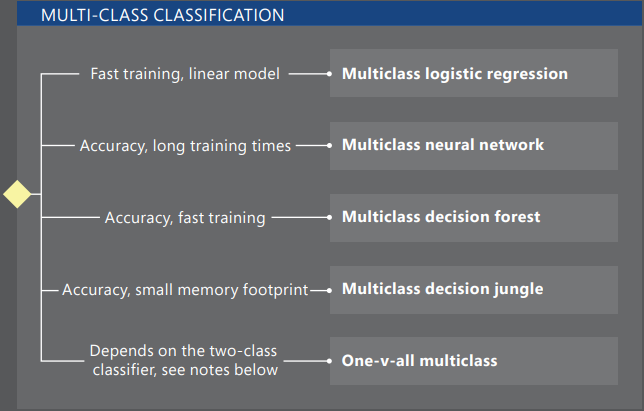 MULTI-CLASS CLASSIFICATION
Fast training, linear model
Multiclass logistic regression
Accuracy, long training times
Multiclass neural network
Accuracy, fast training
Multiclass decision forest
Accuracy, small memory footprint
Multiclass decision jungle
Depends on the two-class
classifier, see notes below
One-v-all multiclass